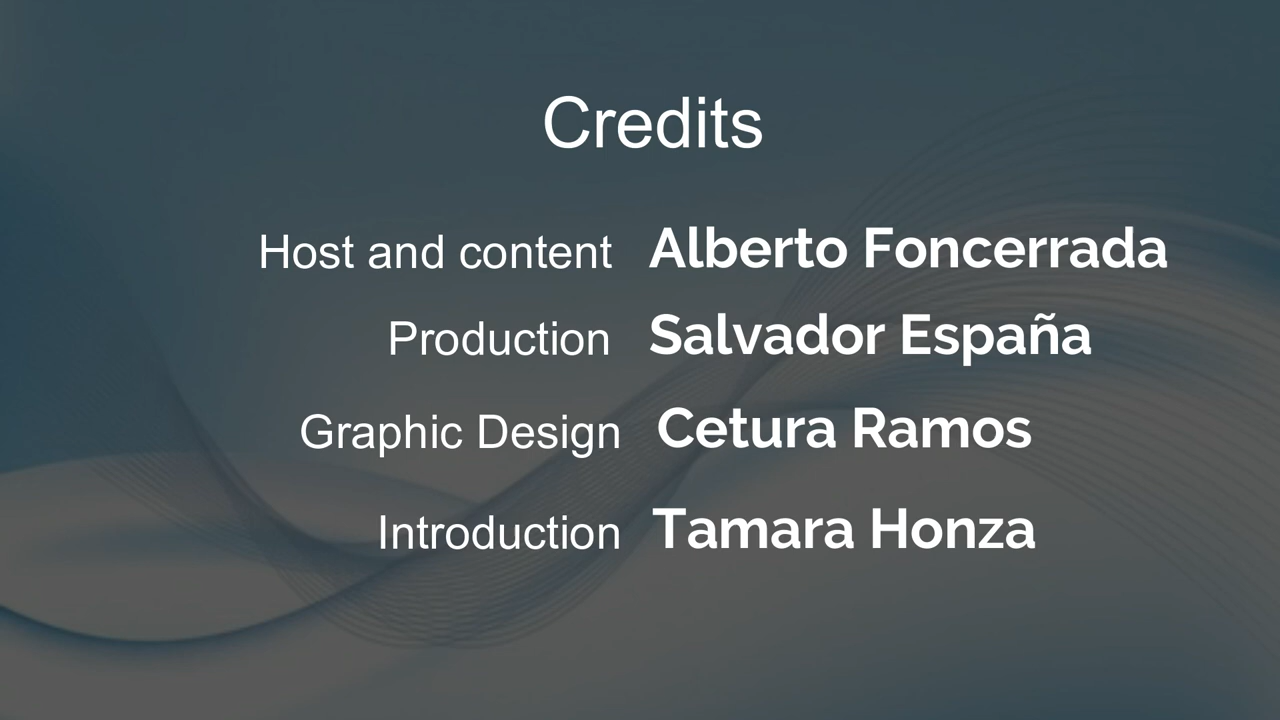 Credits
Host and content Alberto Foncerrada
Production Salvador España
Graphic Design Cetura Ramos
Introduction Tamara Honza